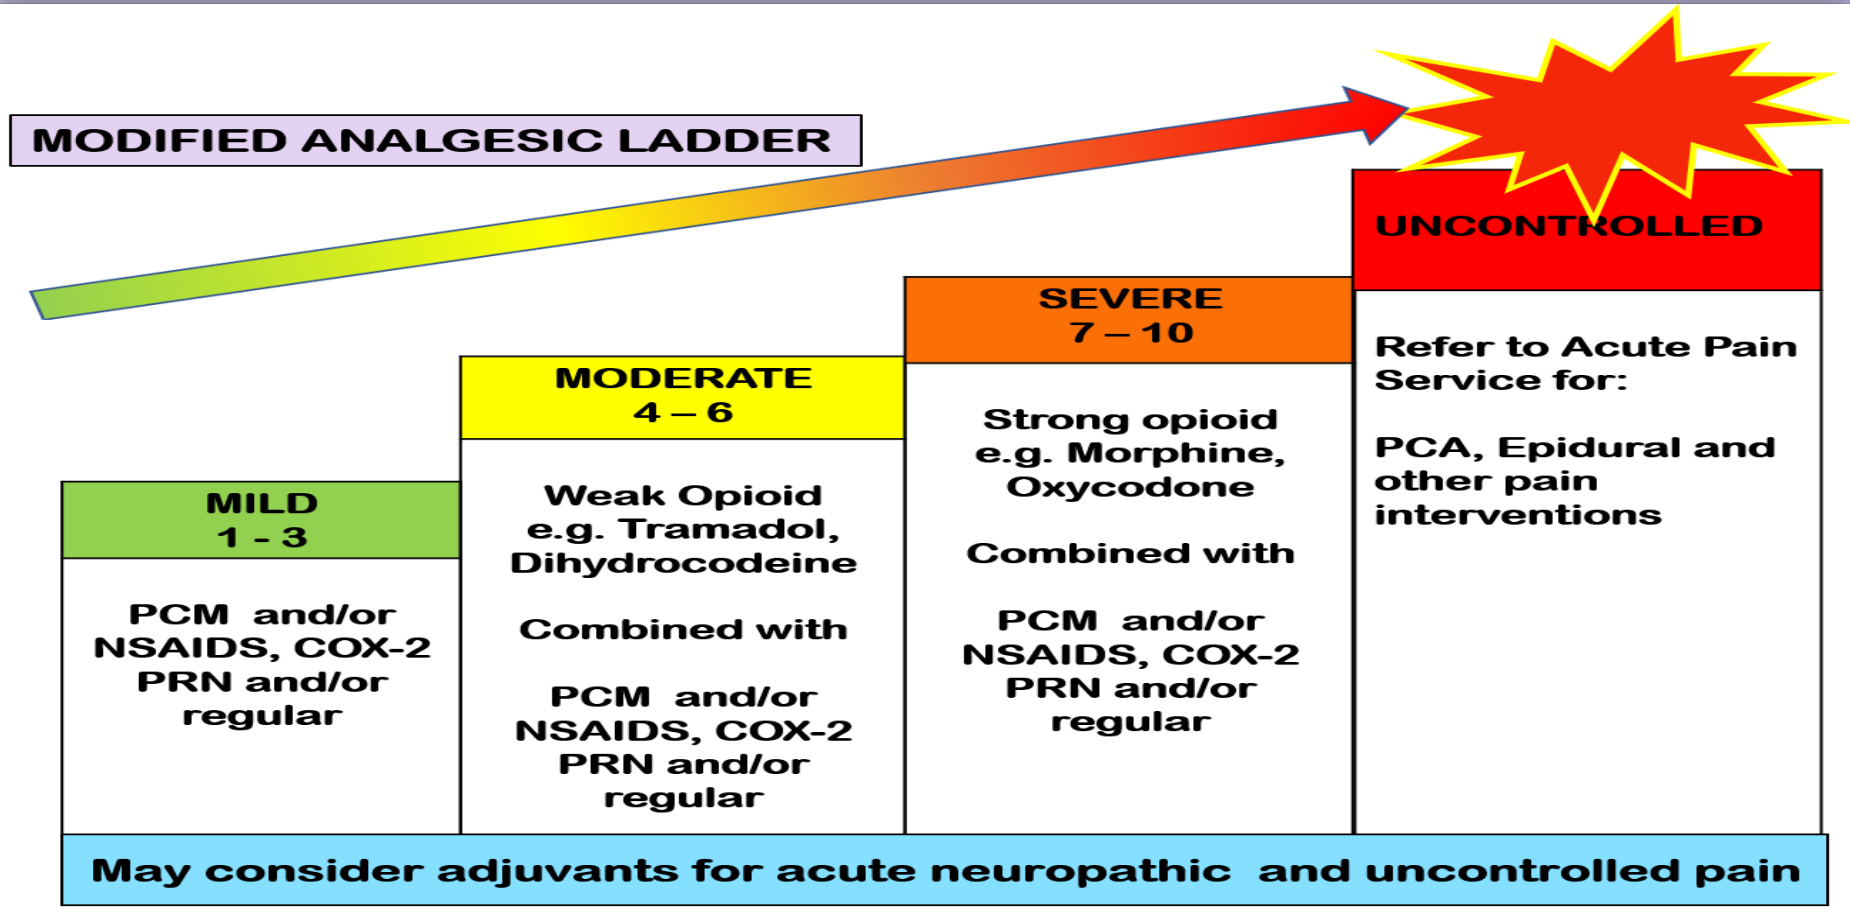 MODIFIED ANALGESIC LADDER
MILD
1 - 3
PCM and/or
NSAIDS, COX-2
PRN and/or
regular
MODERATE
4 – 6
Weak Opioid
e.g. Tramadol,
Dihydrocodeine
Combined with
PCM and/or
NSAIDS, COX-2
PRN and/or
regular
SEVERE
7 – 10
Strong opioid
e.g. Morphine,
Oxycodone
Combined with
PCM and/or
NSAIDS, COX-2
PRN and/or
regular
UNCONTROLLED
Refer to Acute Pain
Service for:
PCA, Epidural and
other pain
interventions
May consider adjuvants for acute neuropathic and uncontrolled pain